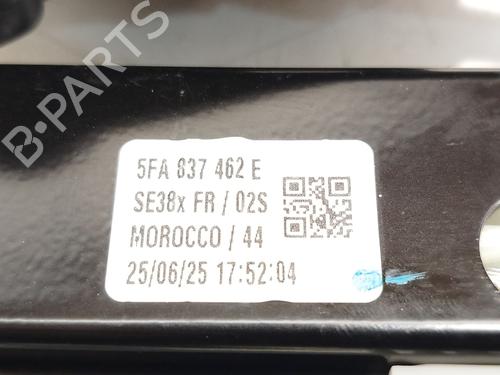 B-PARTS
5FA 837 462 E
SE38x FR / 02S
MOROCCO / 44
25/06/25 17:52:04